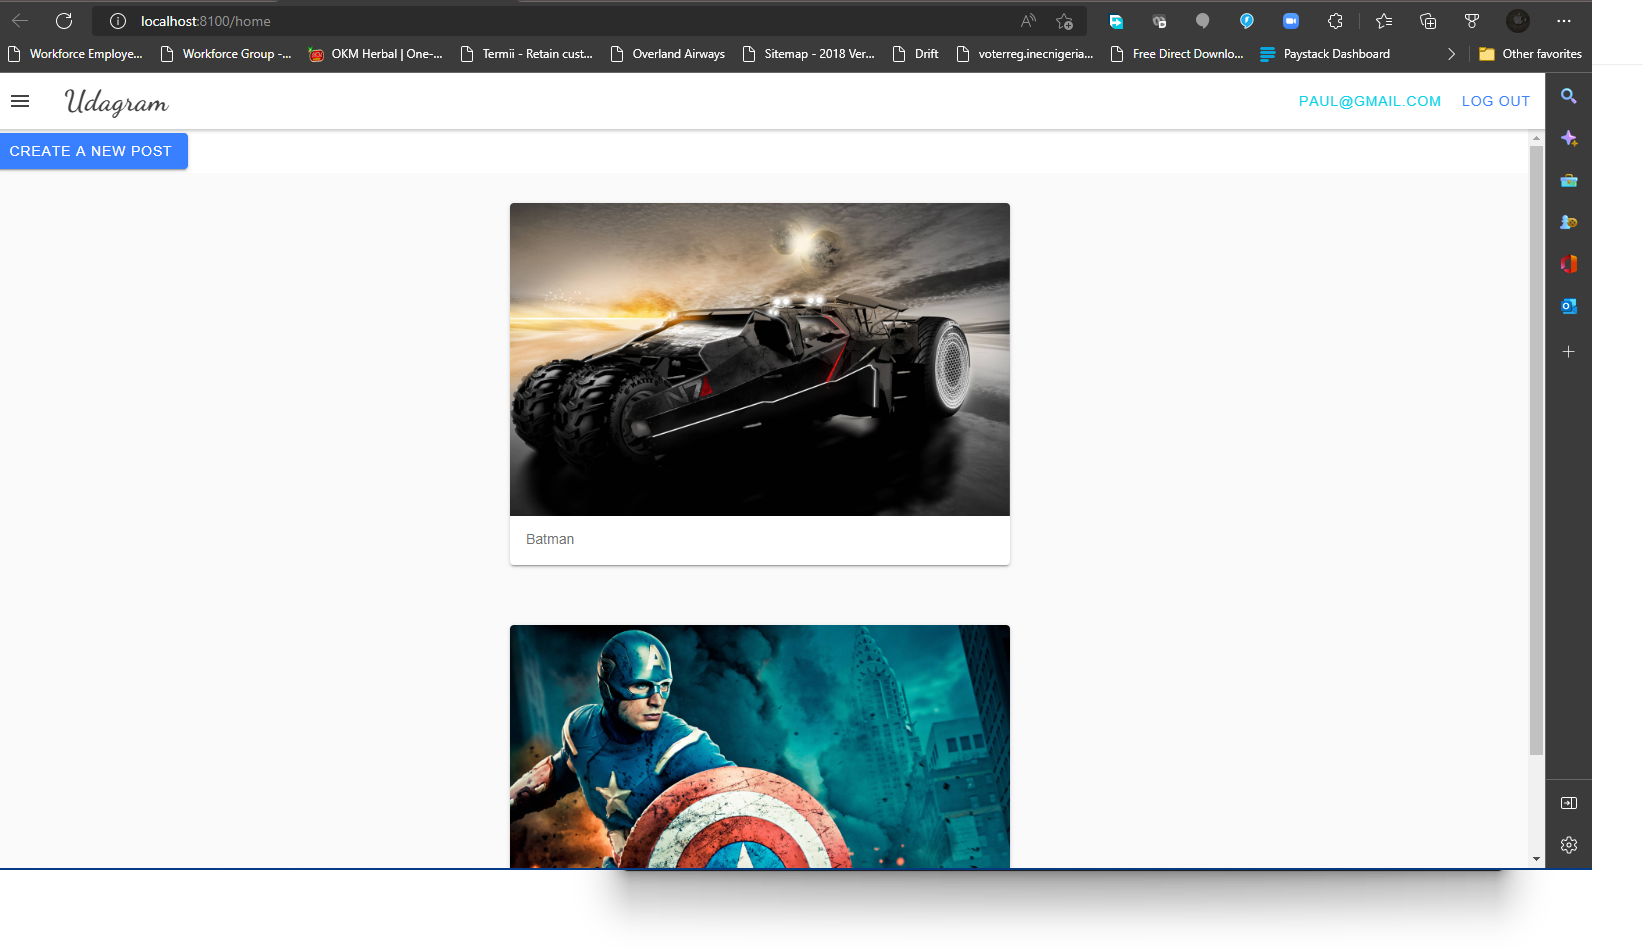 localhost:8100/home
Workforce Employe... Workforce Group -... OKM Herbal | One-... Termii - Retain cust... Overland Airways Sitemap - 2018 Ver... Drift voterreg.inecnigeria... Free Direct Downlo... Paystack Dashboard Other favorites
Udagram PAUL@GMAIL.COM LOG OUT
CREATE A NEW POST
N7
Batman
A